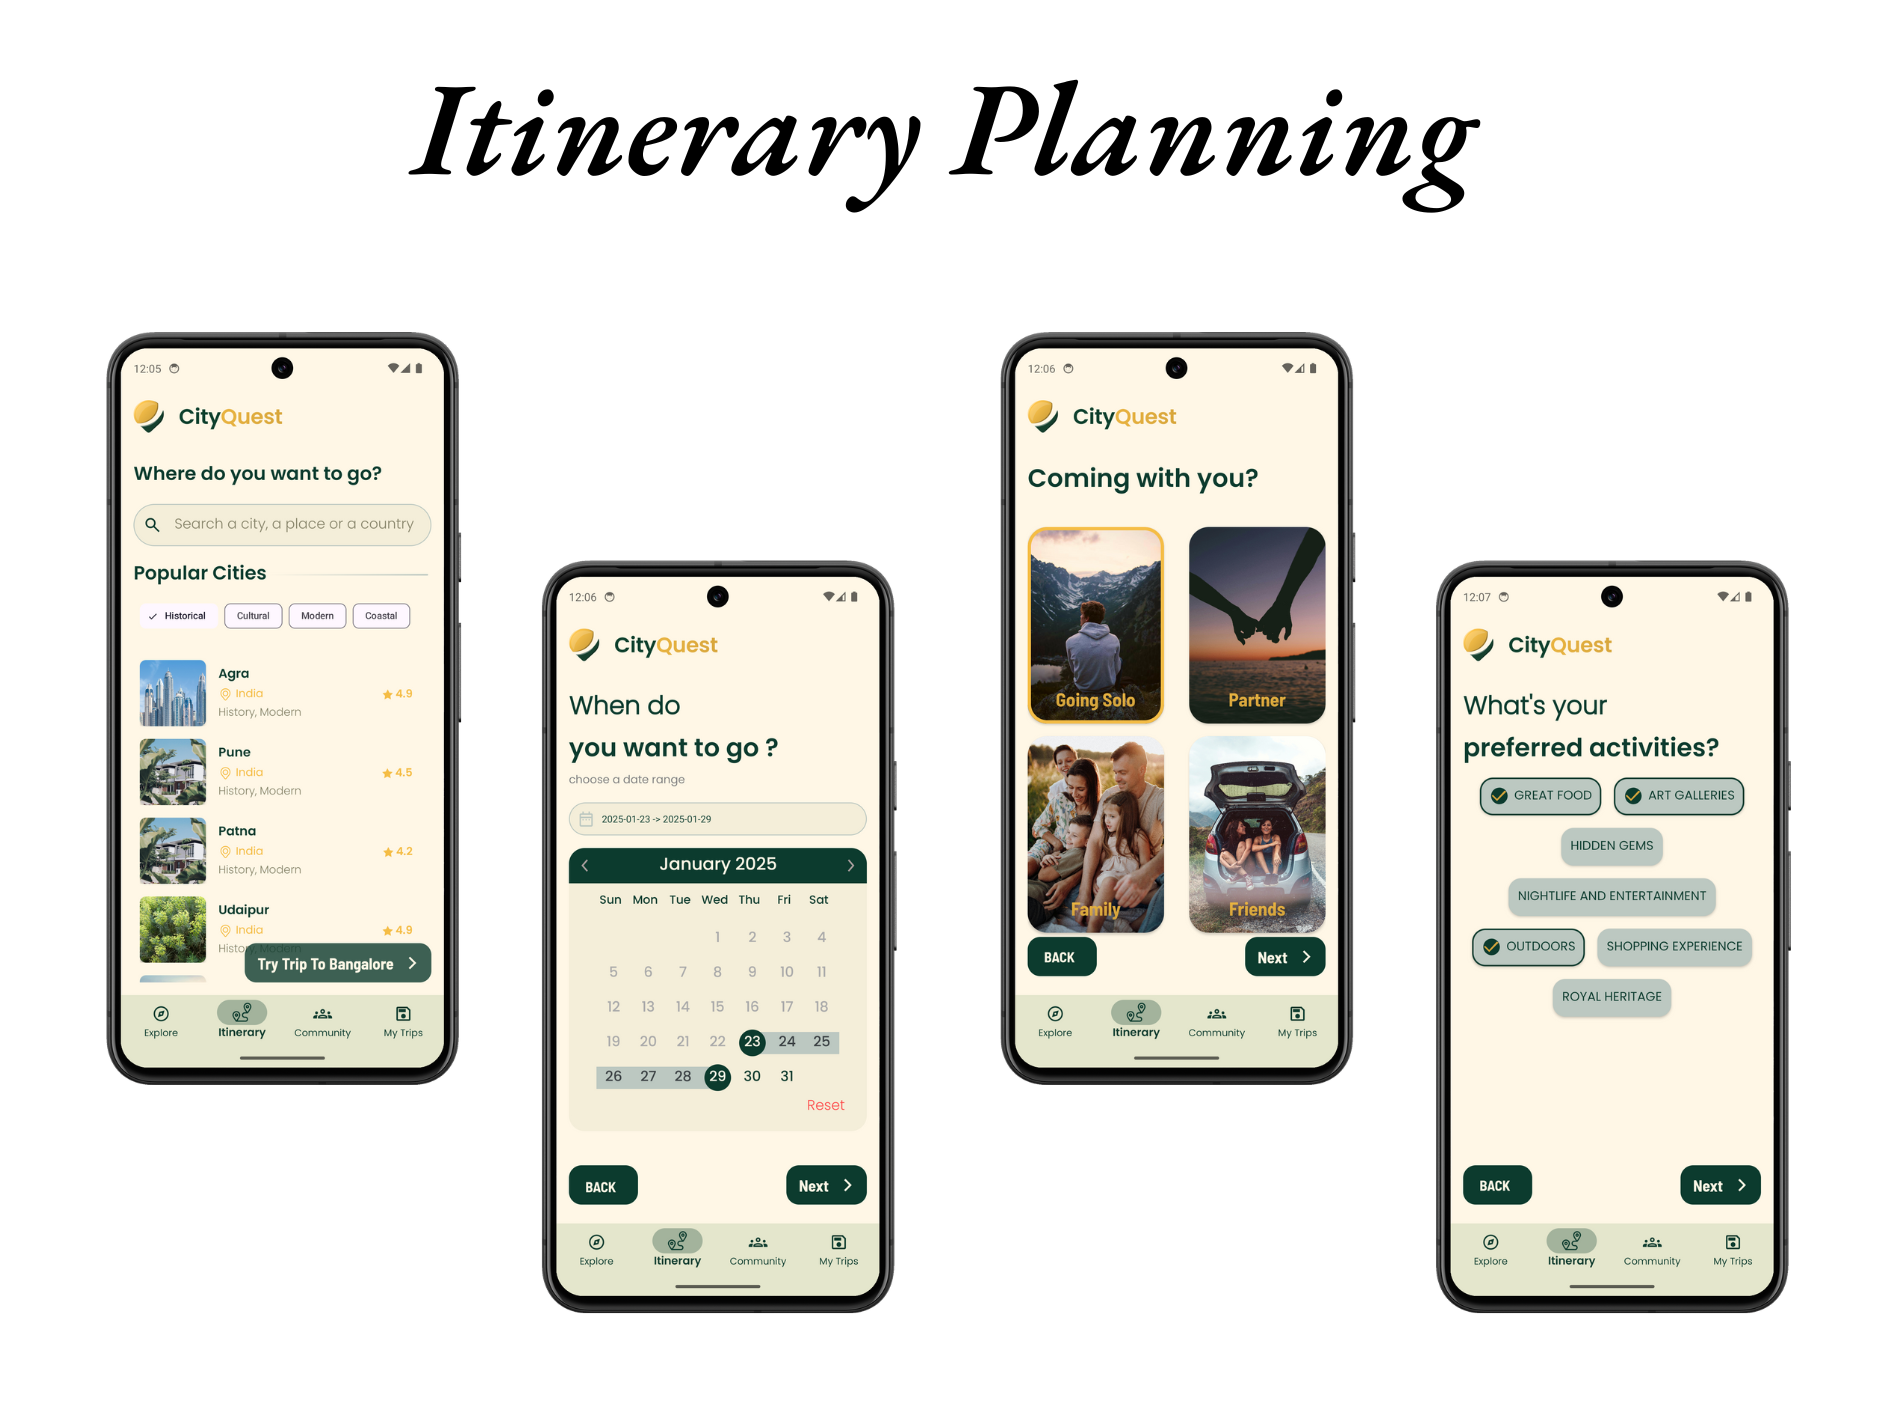 Itinerary Planning
12:05
CityQuest
Where do you want to go?
Search a city, a place or a country
Popular Cities
Historical Cultural Modern Coastal
Agra
India 4.9
History, Modern
Pune
India 4.5
History, Modern
Patna
India 4.2
History, Modern
Udaipur
India 4.9
History, Modern
Try Trip To Bangalore
Explore Itinerary Community My Trips
12:06
CityQuest
When do
you want to go ?
choose a date range
2025-01-23 -> 2025-01-29
January 2025
Sun Mon Tue Wed Thu Fri Sat
1 2 3 4
5 6 7 8 9 10 11
12 13 14 15 16 17 18
19 20 21 22 23 24 25
26 27 28 29 30 31
Reset
BACK Next
Explore Itinerary Community My Trips
12:06
CityQuest
Coming with you?
Going Solo Partner
Family Friends
BACK Next
Explore Itinerary Community My Trips
12:07
CityQuest
What's your
preferred activities?
GREAT FOOD ART GALLERIES
HIDDEN GEMS
NIGHTLIFE AND ENTERTAINMENT
OUTDOORS SHOPPING EXPERIENCE
ROYAL HERITAGE
BACK Next
Explore Itinerary Community My Trips